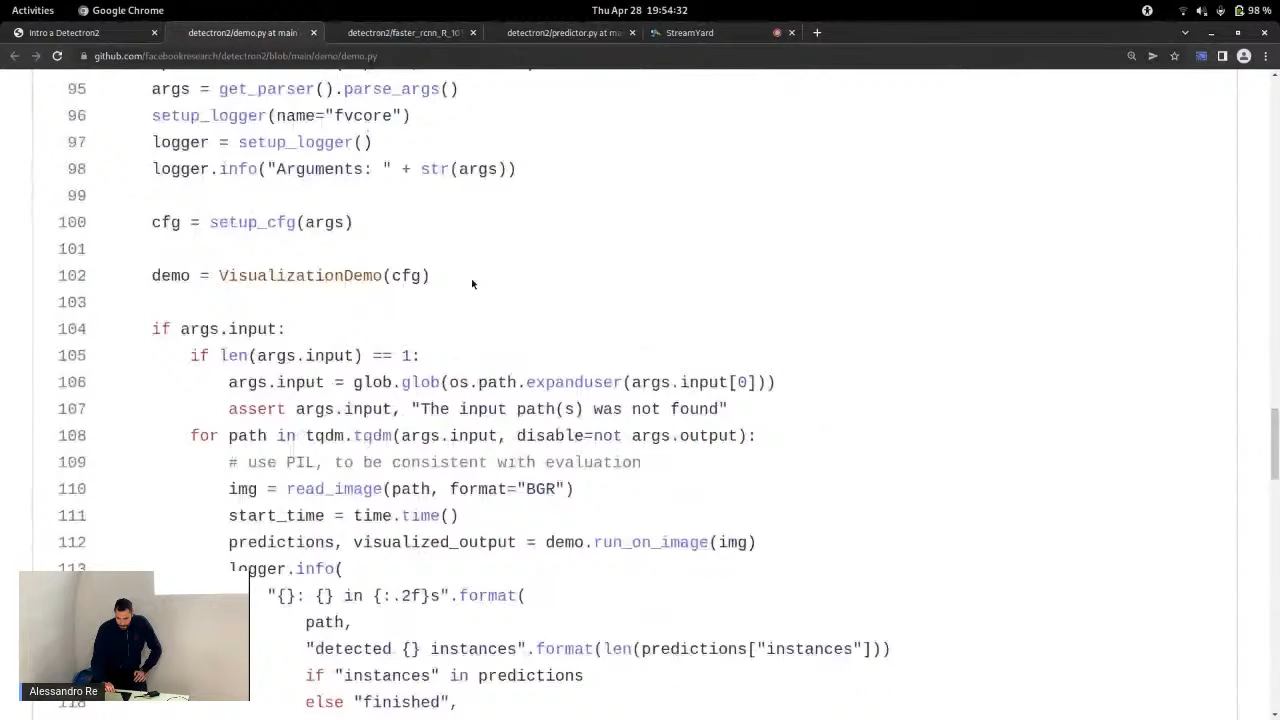 Activities
Google Chrome
Thu Apr 28 19:54:32
98 %
Intro a Detectron2
detectron2/demo.py at main
detectron2/faster_rcnn_R_101
detectron2/predictor.py at main
StreamYard
github.com/facebookresearch/detectron2/blob/main/demo/demo.py
95 args = get_parser().parse_args()
96 setup_logger(name="fvcore")
97 logger = setup_logger()
98 logger.info("Arguments: " + str(args))
99
100 cfg = setup_cfg(args)
101
102 demo = VisualizationDemo(cfg)
103
104 if args.input:
105 if len(args.input) == 1:
106 args.input = glob.glob(os.path.expanduser(args.input[0]))
107 assert args.input, "The input path(s) was not found"
108 for path in tqdm.tqdm(args.input, disable=not args.output):
109 # use PIL, to be consistent with evaluation
110 img = read_image(path, format="BGR")
111 start_time = time.time()
112 predictions, visualized_output = demo.run_on_image(img)
113 logger.info(
"{}: {} in {:.2f}s".format(
path,
"detected {} instances".format(len(predictions["instances"]))
if "instances" in predictions
118 else "finished",
Alessandro Re